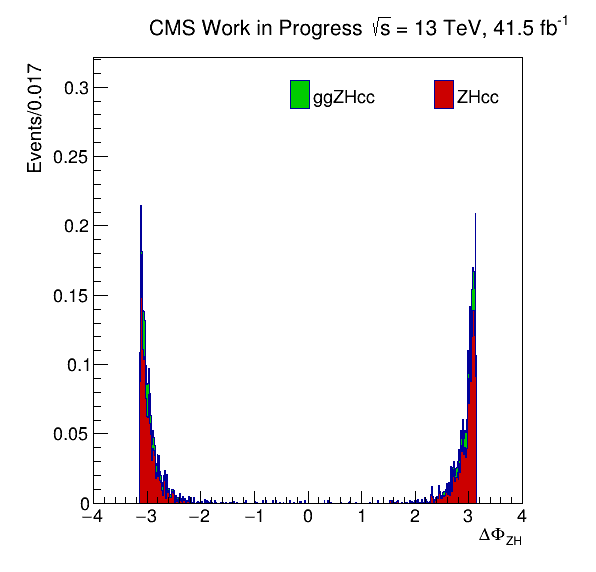 CMS Work in Progress √s = 13 TeV, 41.5 fb⁻¹
Events/0.017
ggZHcc ZHcc
0.3
0.25
0.2
0.15
0.1
0.05
0
−4 −3 −2 −1 0 1 2 3 4
ΔΦ_ZH